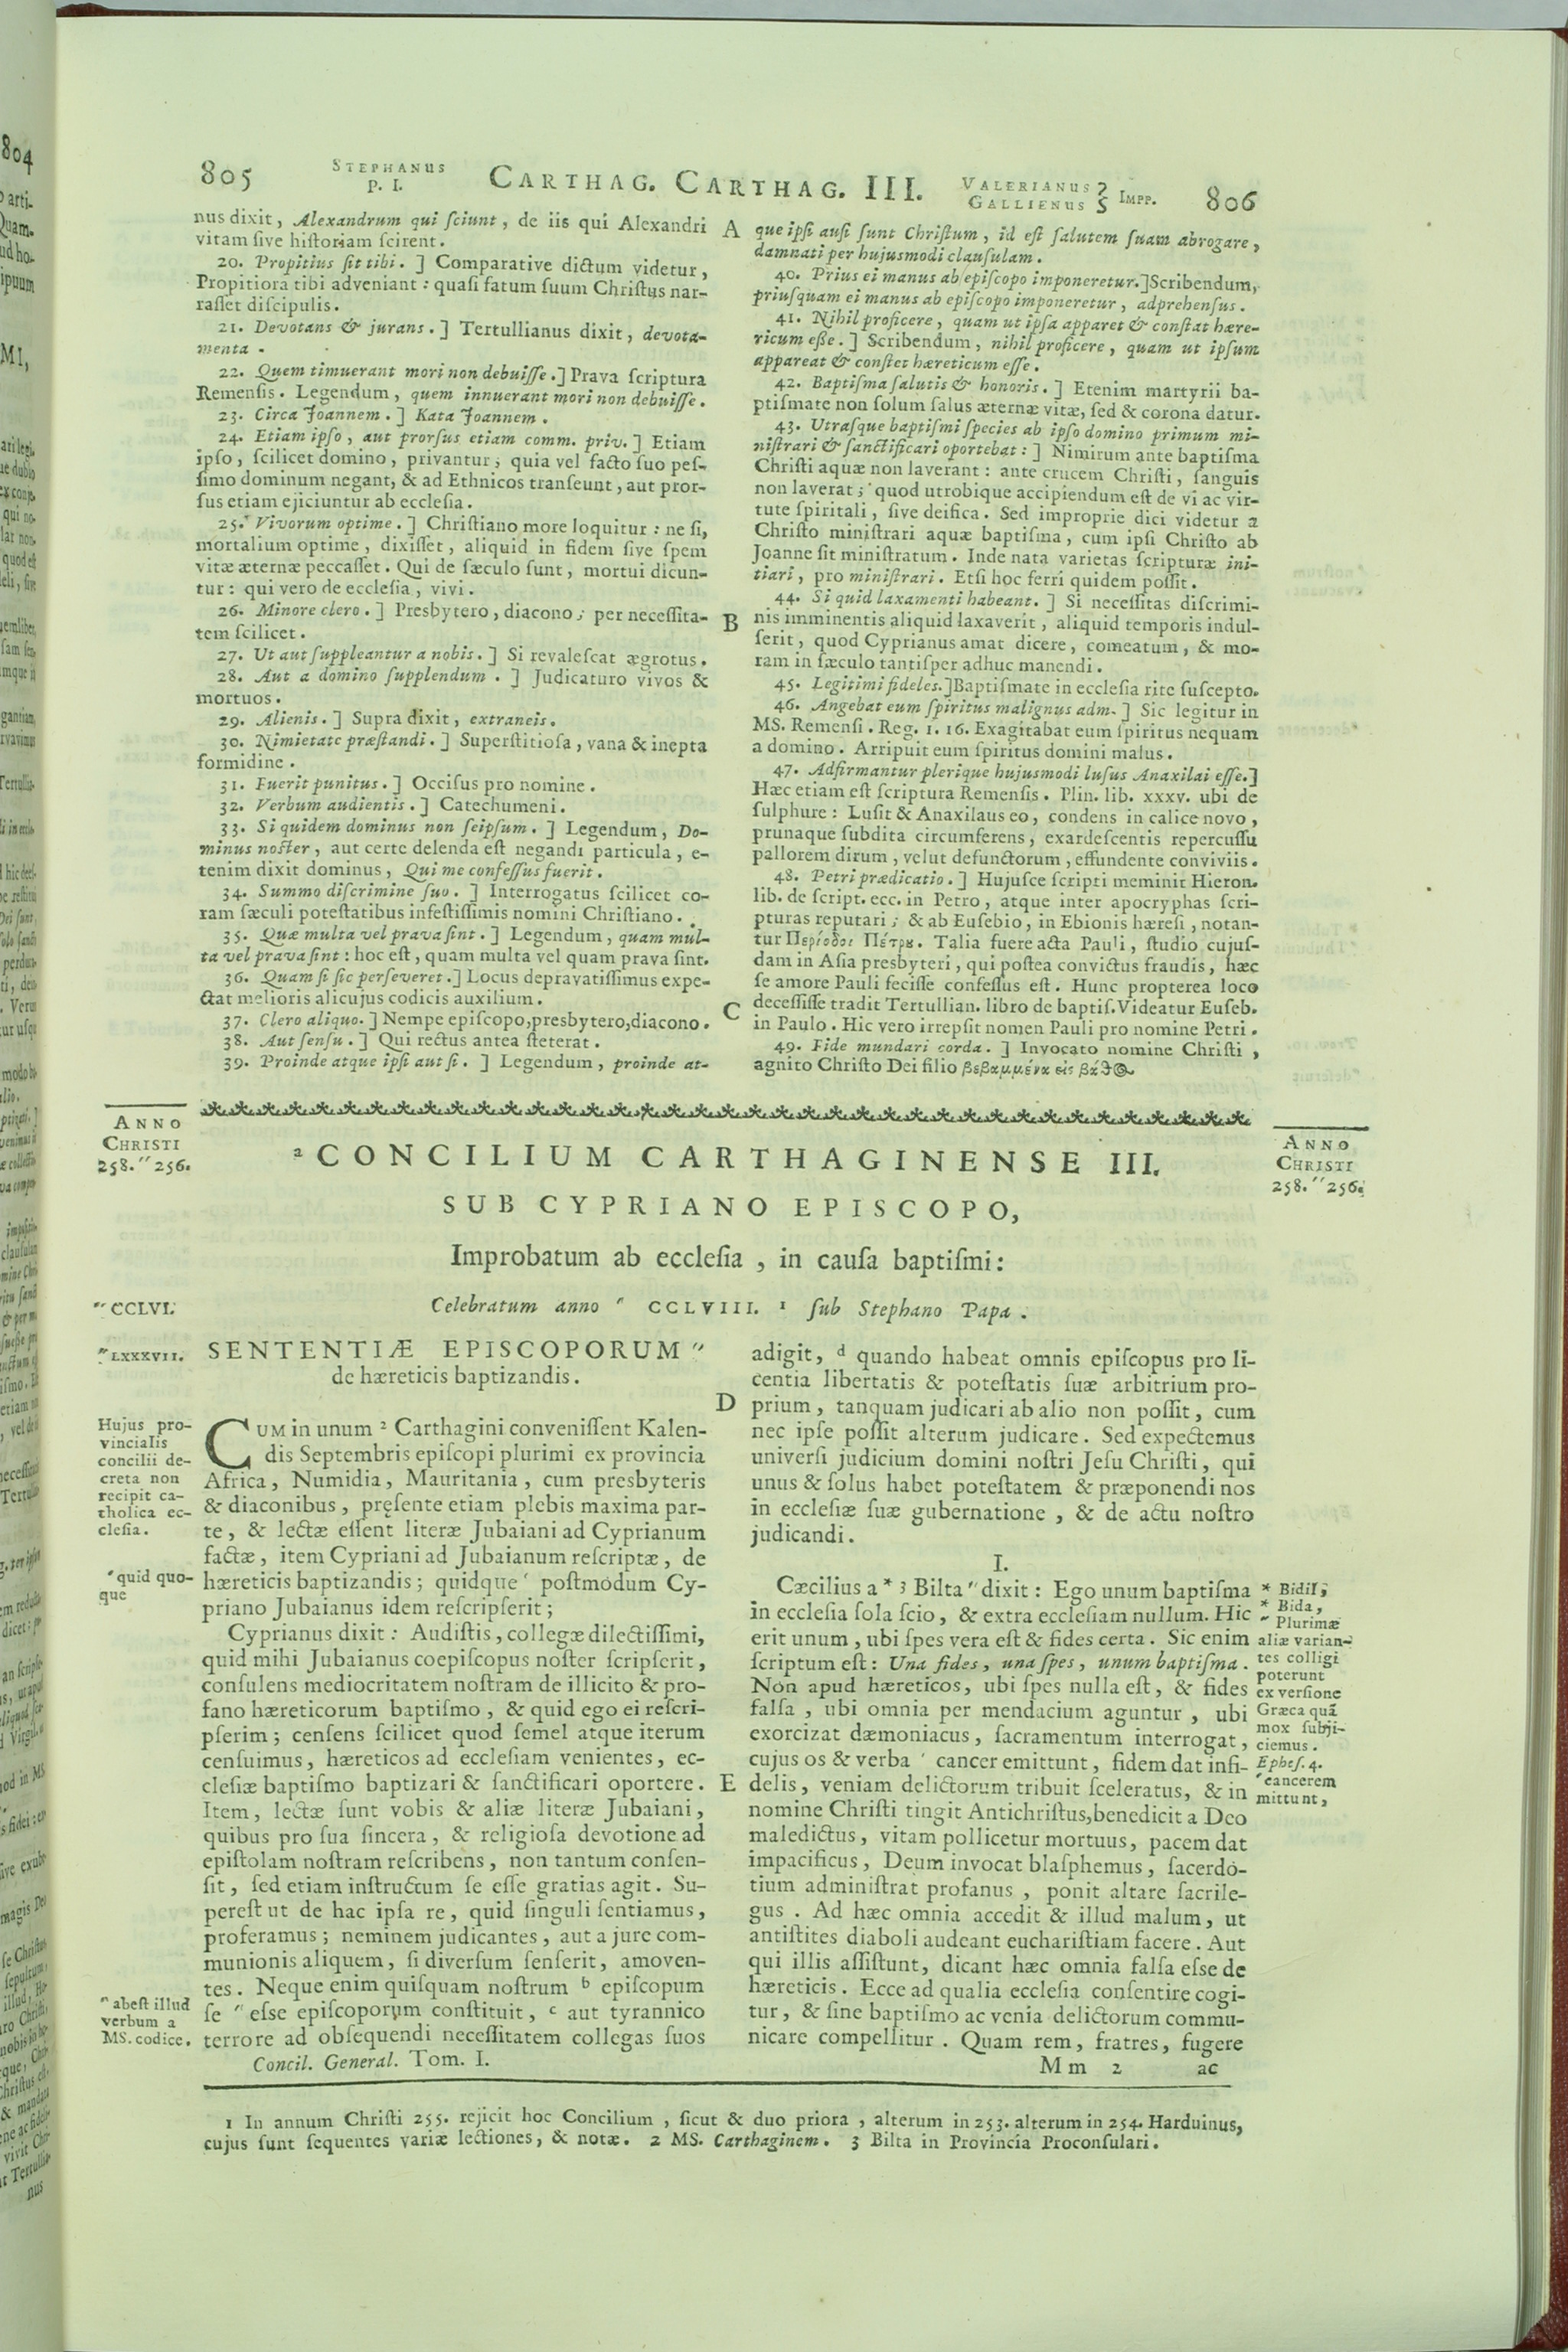 805 STEPHANUS P. I. CARTHAG. CARTHAG. III. VALERIANUS GALLIENUS IMPP. 806
nus dixit, Alexandrum qui ſciunt, de iis qui Alexandri
vitam ſive hiſtoriam ſcirent.
20. Propitius ſit tibi. ] Comparative dictum videtur,
Propitiora tibi adveniant: quaſi fatum ſuum Chriſtus nar-
raſſet diſcipulis.
21. Devotans & jurans. ] Tertullianus dixit, devota-
menta.
22. Quem timuerant mori non debuiſſe. ] Prava ſcriptura
Remenſis. Legendum, quem innuerant mori non debuiſſe.
23. Circa Joannem. ] Kata Joannem.
24. Etiam ipſo, aut prorſus etiam comm. priv. ] Etiam
ipſo, ſcilicet domino, privantur; quia vel facto ſuo peſ-
ſimo dominum negant, & ad Ethnicos tranſeunt, aut pror-
ſus etiam ejiciuntur ab eccleſia.
25. Vivorum optime. ] Chriſtiano more loquitur: ne ſi,
mortalium optime, dixiſſet, aliquid in fidem ſive ſpem
vitæ æternæ peccaſſet. Qui de ſæculo ſunt, mortui dicun-
tur: qui vero de eccleſia, vivi.
26. Minore clero. ] Presbytero, diacono; per neceſſita-
tem ſcilicet.
27. Ut aut ſuppleantur a nobis. ] Si revaleſcat ægrotus.
28. Aut a domino ſupplendum. ] Judicaturo vivos &
mortuos.
29. Alienis. ] Supra dixit, extraneis.
30. Nimietate præſtandi. ] Superſtitioſa, vana & inepta
formidine.
31. Fuerit punitus. ] Occiſus pro nomine.
32. Verbum audientis. ] Catechumeni.
33. Si quidem dominus non ſeipſum. ] Legendum, Do-
minus noſter, aut certe delenda eſt negandi particula, e-
tenim dixit dominus, Qui me confeſſus fuerit.
34. Summo diſcrimine ſuo. ] Interrogatus ſcilicet co-
ram ſæculi poteſtatibus infeſtiſſimis nomini Chriſtiano.
35. Quæ multa vel prava ſint. ] Legendum, quam mul-
ta vel prava ſint: hoc eſt, quam multa vel quam prava ſint.
36. Quam ſi ſic perſeveret. ] Locus depravatiſſimus expe-
ctat melioris alicujus codicis auxilium.
37. Clero aliquo. ] Nempe epiſcopo, presbytero, diacono.
38. Aut ſenſu. ] Qui rectus antea ſteterat.
39. Proinde atque ipſi aut ſi. ] Legendum, proinde at-
A
B
C
que ipſi auſi ſunt Chriſtum, id eſt ſalutem ſuam abrogare,
damnati per hujuſmodi clauſulam.
40. Prius ei manus ab epiſcopo imponeretur. ] Scribendum,
priuſquam ei manus ab epiſcopo imponeretur, adprehenſus.
41. Nihil proficere, quam ut ipſa apparet & conſtat hære-
ricum eſſe. ] Scribendum, nihil proficere, quam ut ipſum
appareat & conſtet hæreticum eſſe.
42. Baptiſma ſalutis & honoris. ] Etenim martyrii ba-
ptiſmate non ſolum ſalus æternæ vitæ, ſed & corona datur.
43. Utraſque baptiſmi ſpecies ab ipſo domino primum mi-
niſtrari & ſanctificari oportebat: ] Nimirum ante baptiſma
Chriſti aquæ non laverant: ante crucem Chriſti, ſanguis
non laverat; quod utrobique accipiendum eſt de vi ac vir-
tute ſpiritali, ſive deifica. Sed improprie dici videtur a
Chriſto miniſtrari aquæ baptiſma, cum ipſi Chriſto ab
Joanne ſit miniſtratum. Inde nata varietas ſcripturæ ini-
tiari, pro miniſtrari. Etſi hoc ferri quidem poſſit.
44. Si quid laxamenti habeant. ] Si neceſſitas diſcrimi-
nis imminentis aliquid laxaverit, aliquid temporis indul-
ſerit, quod Cyprianus amat dicere, comeatum, & mo-
ram in ſæculo tantiſper adhuc manendi.
45. Legitimi fideles. ] Baptiſmate in eccleſia rite ſuſcepto.
46. Angebat eum ſpiritus malignus adm. ] Sic legitur in
MS. Remenſi. Reg. 1. 16. Exagitabat eum ſpiritus nequam
a domino. Arripuit eum ſpiritus domini malus.
47. Adfirmantur plerique hujuſmodi luſus Anaxilai eſſe. ]
Hæc etiam eſt ſcriptura Remenſis. Plin. lib. xxxv. ubi de
ſulphure: Luſit & Anaxilaus eo, condens in calice novo,
prunaque ſubdita circumferens, exardeſcentis repercuſſu
pallorem dirum, velut defunctorum, effundente conviviis.
48. Petri prædicatio. ] Hujuſce ſcripti meminit Hieron.
lib. de ſcript. ecc. in Petro, atque inter apocryphas ſcri-
pturas reputari; & ab Euſebio, in Ebionis hæreſi, notan-
tur Περίοδοι Πέτρȣ. Talia fuere acta Pauli, ſtudio cujuſ-
dam in Aſia presbyteri, qui poſtea convictus fraudis, hæc
ſe amore Pauli feciſſe confeſſus eſt. Hunc propterea loco
deceſſiſſe tradit Tertullian. libro de baptiſ. Videatur Euſeb.
in Paulo. Hic vero irrepſit nomen Pauli pro nomine Petri.
49. Fide mundari corda. ] Invocato nomine Chriſti,
agnito Chriſto Dei filio βεβαμμένα εἰς βάθος
ANNO
CHRISTI
258. ″ 256.
ANNO
CHRISTI
258. ″ 256.
ª CONCILIUM CARTHAGINENSE III.
SUB CYPRIANO EPISCOPO,
Improbatum ab eccleſia, in cauſa baptiſmi:
″ CCLVI.
Celebratum anno ʹ CCLVIII. 1 ſub Stephano Papa.
″ LXXXVII.
SENTENTIÆ EPISCOPORUM ″
de hæreticis baptizandis.
Hujus pro-
vincialis
concilii de-
creta non
recipit ca-
tholica ec-
cleſia.
ʹ quid quo-
que
″ abeſt illud
verbum a
MS. codice.
CUM in unum 2 Carthagini conveniſſent Kalen-
dis Septembris epiſcopi plurimi ex provincia
Africa, Numidia, Mauritania, cum presbyteris
& diaconibus, pręſente etiam plebis maxima par-
te, & lectæ eſſent literæ Jubaiani ad Cyprianum
factæ, item Cypriani ad Jubaianum reſcriptæ, de
hæreticis baptizandis; quidque ʹ poſtmodum Cy-
priano Jubaianus idem reſcripſerit;
Cyprianus dixit: Audiſtis, collegæ dilectiſſimi,
quid mihi Jubaianus coepiſcopus noſter ſcripſerit,
conſulens mediocritatem noſtram de illicito & pro-
fano hæreticorum baptiſmo, & quid ego ei reſcri-
pſerim; cenſens ſcilicet quod ſemel atque iterum
cenſuimus, hæreticos ad eccleſiam venientes, ec-
cleſiæ baptiſmo baptizari & ſanctificari oportere.
Item, lectæ ſunt vobis & aliæ literæ Jubaiani,
quibus pro ſua ſincera, & religioſa devotione ad
epiſtolam noſtram reſcribens, non tantum conſen-
ſit, ſed etiam inſtructum ſe eſſe gratias agit. Su-
pereſt ut de hac ipſa re, quid ſinguli ſentiamus,
proferamus; neminem judicantes, aut a jure com-
munionis aliquem, ſi diverſum ſenſerit, amoven-
tes. Neque enim quiſquam noſtrum b epiſcopum
ſe ″ eſse epiſcoporum conſtituit, c aut tyrannico
terrore ad obſequendi neceſſitatem collegas ſuos
D
E
adigit, d quando habeat omnis epiſcopus pro li-
centia libertatis & poteſtatis ſuæ arbitrium pro-
prium, tanquam judicari ab alio non poſſit, cum
nec ipſe poſſit alterum judicare. Sed expectemus
univerſi judicium domini noſtri Jeſu Chriſti, qui
unus & ſolus habet poteſtatem & præponendi nos
in eccleſiæ ſuæ gubernatione, & de actu noſtro
judicandi.
I.
Cæcilius a * 3 Bilta ″ dixit: Ego unum baptiſma
in eccleſia ſola ſcio, & extra eccleſiam nullum. Hic
erit unum, ubi ſpes vera eſt & fides certa. Sic enim
ſcriptum eſt: Una fides, una ſpes, unum baptiſma.
Non apud hæreticos, ubi ſpes nulla eſt, & fides
falſa, ubi omnia per mendacium aguntur, ubi
exorcizat dæmoniacus, ſacramentum interrogat,
cujus os & verba ʹ cancer emittunt, fidem dat infi-
delis, veniam delictorum tribuit ſceleratus, & in
nomine Chriſti tingit Antichriſtus, benedicit a Deo
maledictus, vitam pollicetur mortuus, pacem dat
impacificus, Deum invocat blaſphemus, ſacerdo-
tium adminiſtrat profanus, ponit altare ſacrile-
gus. Ad hæc omnia accedit & illud malum, ut
antiſtites diaboli audeant euchariſtiam facere. Aut
qui illis aſſiſtunt, dicant hæc omnia falſa eſse de
hæreticis. Ecce ad qualia eccleſia conſentire cogi-
tur, & ſine baptiſmo ac venia delictorum commu-
nicare compellitur. Quam rem, fratres, fugere
* Bidil,
* Bida,
″ Plurimæ
aliæ varian-
tes colligi
poterunt
ex verſione
Græca quã
mox ſubji-
ciemus.
Epheſ. 4.
ʹ cancerem
mittunt,
Concil. General. Tom. I.
Mm 2 ac
1 In annum Chriſti 255. rejicit hoc Concilium, ſicut & duo priora, alterum in 253. alterum in 254. Harduinus,
cujus ſunt ſequentes variæ lectiones, & notæ. 2 MS. Carthaginem. 3 Bilta in Provincia Proconſulari.